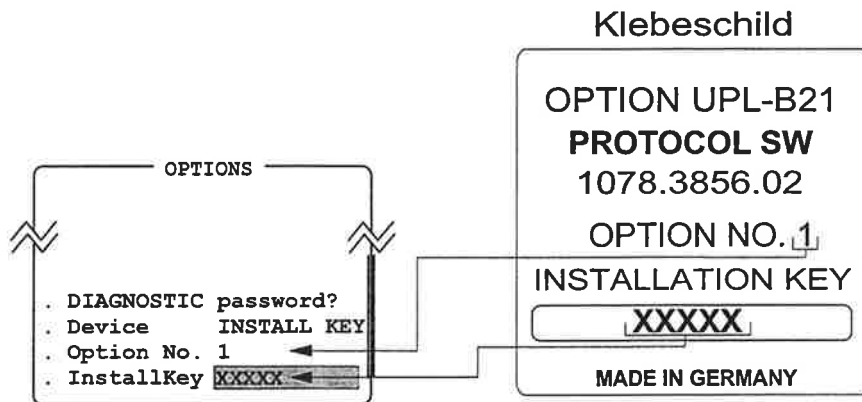 Klebeschild
OPTION UPL-B21
PROTOCOL SW
1078.3856.02
OPTION NO. 1
INSTALLATION KEY
XXXXX
MADE IN GERMANY
OPTIONS
. DIAGNOSTIC password?
. Device INSTALL KEY
. Option No. 1
. InstallKey XXXXX